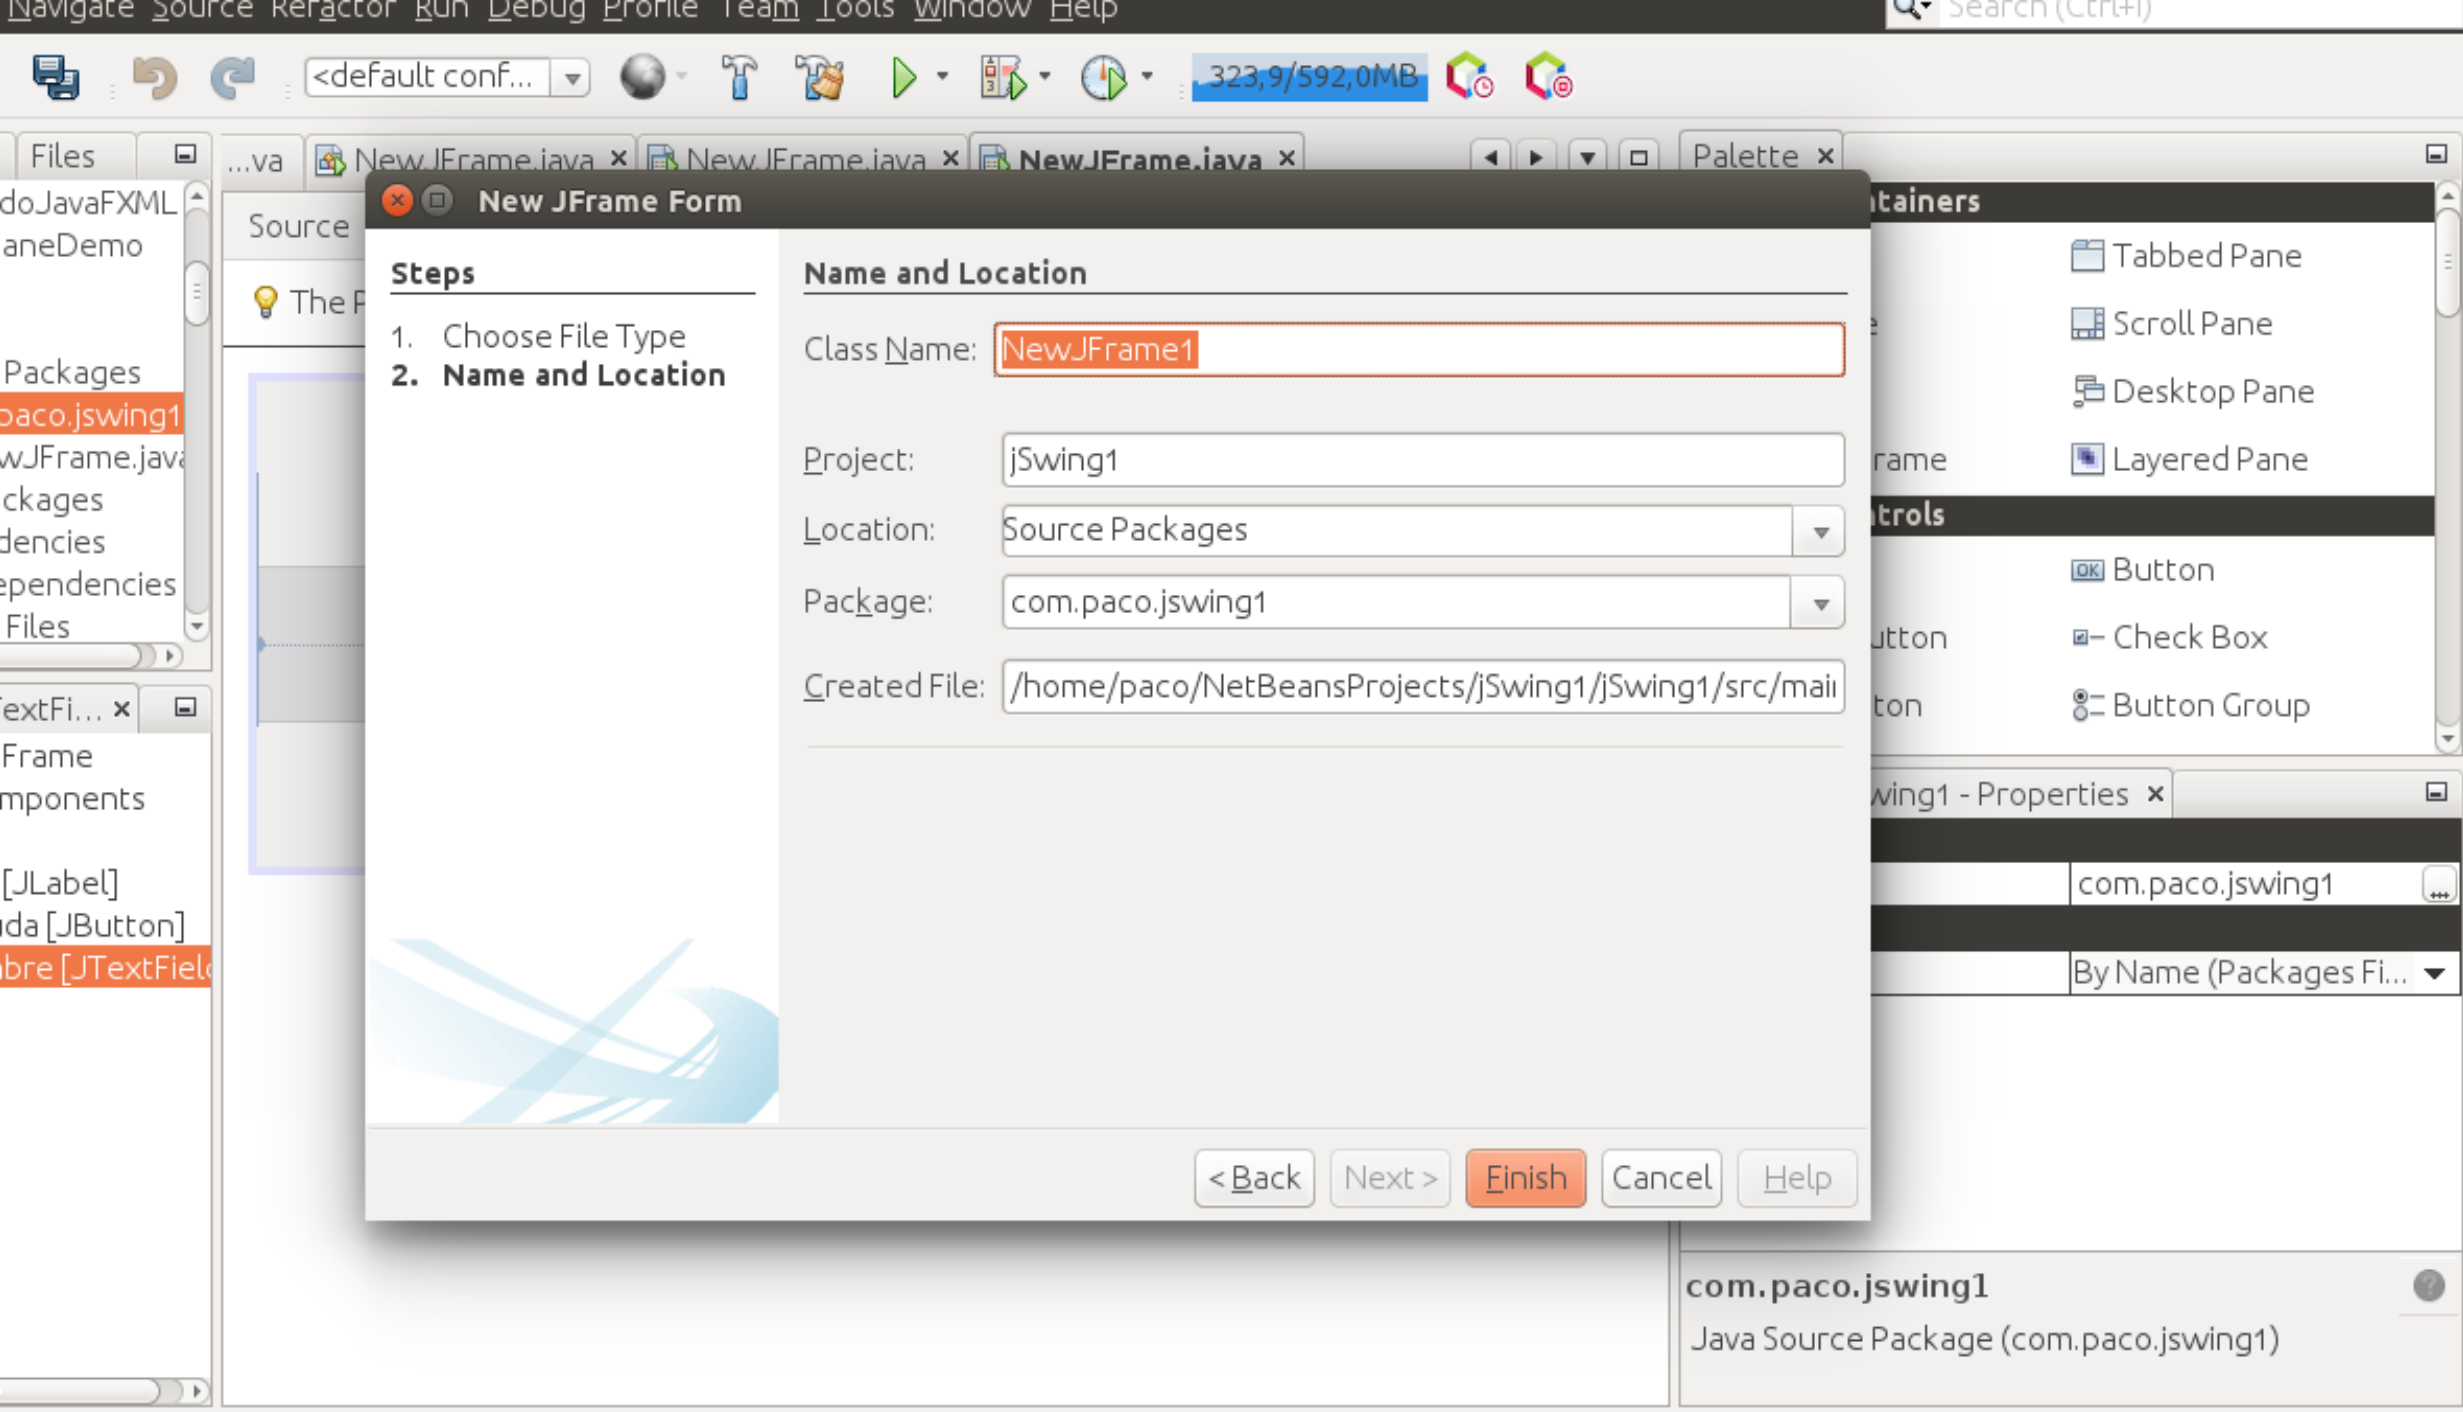 Navigate Source Refactor Run Debug Profile Team Tools Window Help
Search (Ctrl+I)
<default conf...
323,9/592,0MB
Files
...va
NewJFrame.java ×
NewJFrame.java ×
NewJFrame.java ×
Palette ×
doJavaFXML
aneDemo
Packages
paco.jswing1
wJFrame.java
ckages
dencies
ependencies
Files
Source
The P
New JFrame Form
Steps
1. Choose File Type
2. Name and Location
Name and Location
Class Name: NewJFrame1
Project: jSwing1
Location: Source Packages
Package: com.paco.jswing1
Created File: /home/paco/NetBeansProjects/jSwing1/jSwing1/src/mai
< Back
Next >
Finish
Cancel
Help
ntainers
Tabbed Pane
e
Scroll Pane
Desktop Pane
rame
Layered Pane
ntrols
OK
Button
utton
Check Box
ton
Button Group
TextFi... ×
Frame
mponents
[JLabel]
uda [JButton]
bre [JTextField
wing1 - Properties ×
com.paco.jswing1
...
By Name (Packages Fi...
com.paco.jswing1
Java Source Package (com.paco.jswing1)